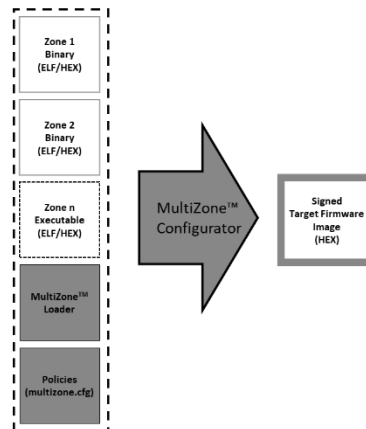 Zone 1
Binary
(ELF/HEX)
Zone 2
Binary
(ELF/HEX)
Zone n
Executable
(ELF/HEX)
MultiZone™
Loader
Policies
(multizone.cfg)
MultiZone™
Configurator
Signed
Target Firmware
Image
(HEX)